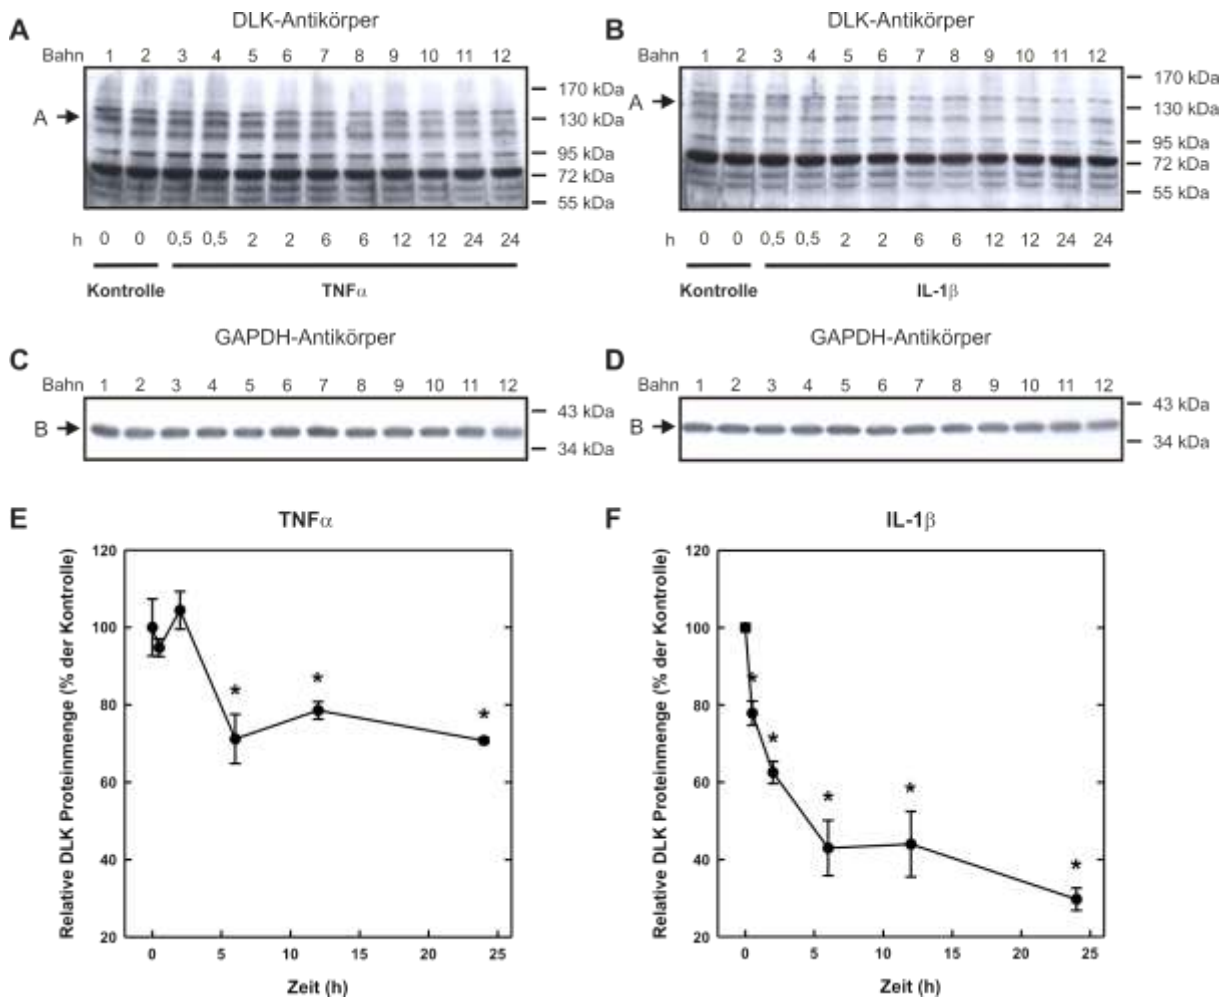 A
DLK-Antikörper
Bahn 1 2 3 4 5 6 7 8 9 10 11 12
170 kDa
A
130 kDa
95 kDa
72 kDa
55 kDa
h 0 0 0,5 0,5 2 2 6 6 12 12 24 24
Kontrolle TNFα
B
DLK-Antikörper
Bahn 1 2 3 4 5 6 7 8 9 10 11 12
170 kDa
A
130 kDa
95 kDa
72 kDa
55 kDa
h 0 0 0,5 0,5 2 2 6 6 12 12 24 24
Kontrolle IL-1β
C
GAPDH-Antikörper
Bahn 1 2 3 4 5 6 7 8 9 10 11 12
43 kDa
B
34 kDa
D
GAPDH-Antikörper
Bahn 1 2 3 4 5 6 7 8 9 10 11 12
43 kDa
B
34 kDa
E
TNFα
Relative DLK Proteinmenge (% der Kontrolle)
120
100
80
60
40
20
* * *
0 5 10 15 20 25
Zeit (h)
F
IL-1β
Relative DLK Proteinmenge (% der Kontrolle)
120
100
80
60
40
20
* * * * *
0 5 10 15 20 25
Zeit (h)